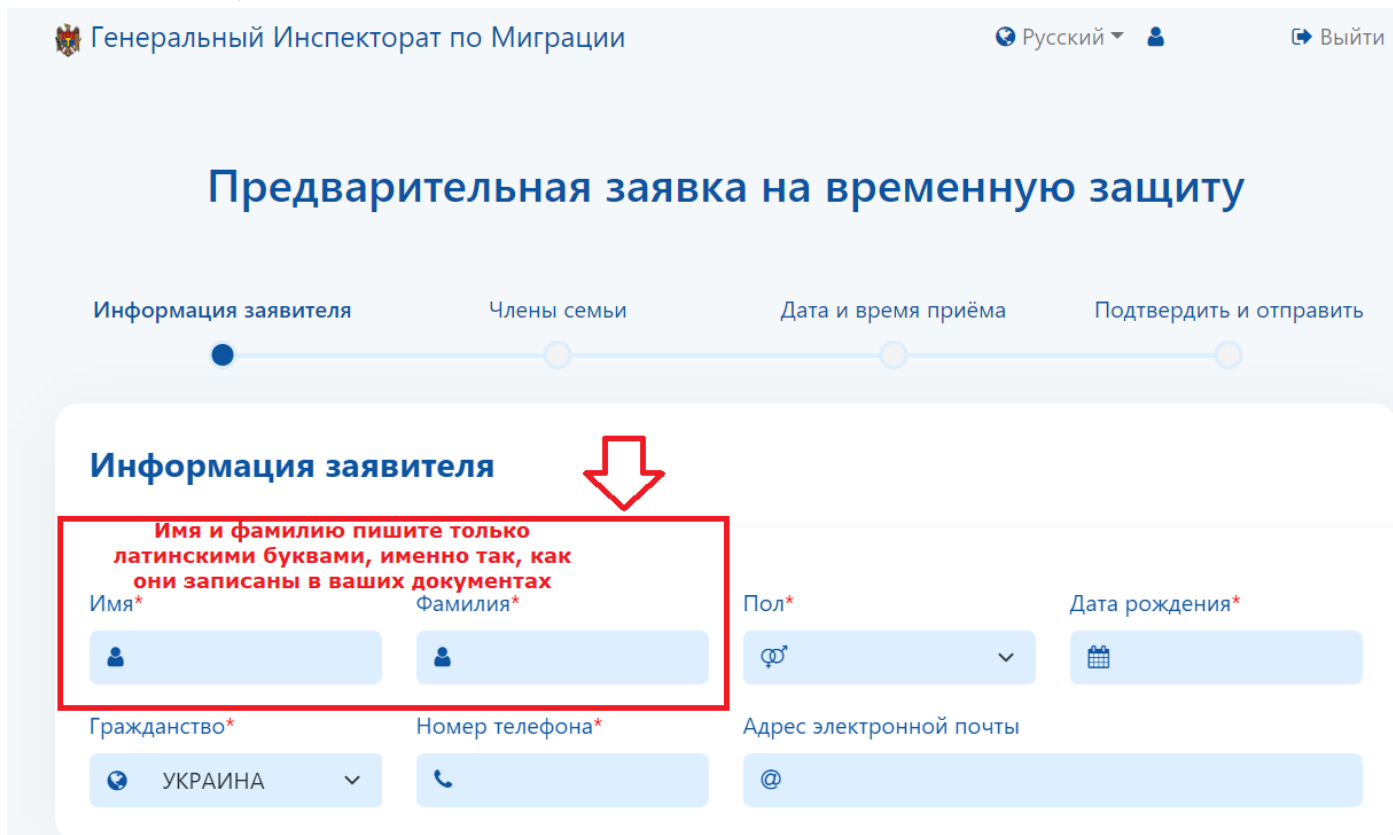 Генеральный Инспекторат по Миграции
Русский
Выйти
Предварительная заявка на временную защиту
Информация заявителя
Члены семьи
Дата и время приёма
Подтвердить и отправить
Информация заявителя
Имя и фамилию пишите только
латинскими буквами, именно так, как
они записаны в ваших документах
Имя*
Фамилия*
Пол*
Дата рождения*
Гражданство*
Номер телефона*
Адрес электронной почты
УКРАИНА
@